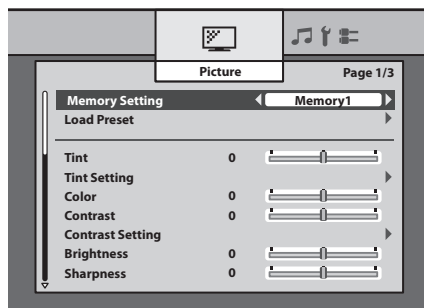 Picture
Page 1/3
Memory Setting Memory1
Load Preset
Tint 0
Tint Setting
Color 0
Contrast 0
Contrast Setting
Brightness 0
Sharpness 0